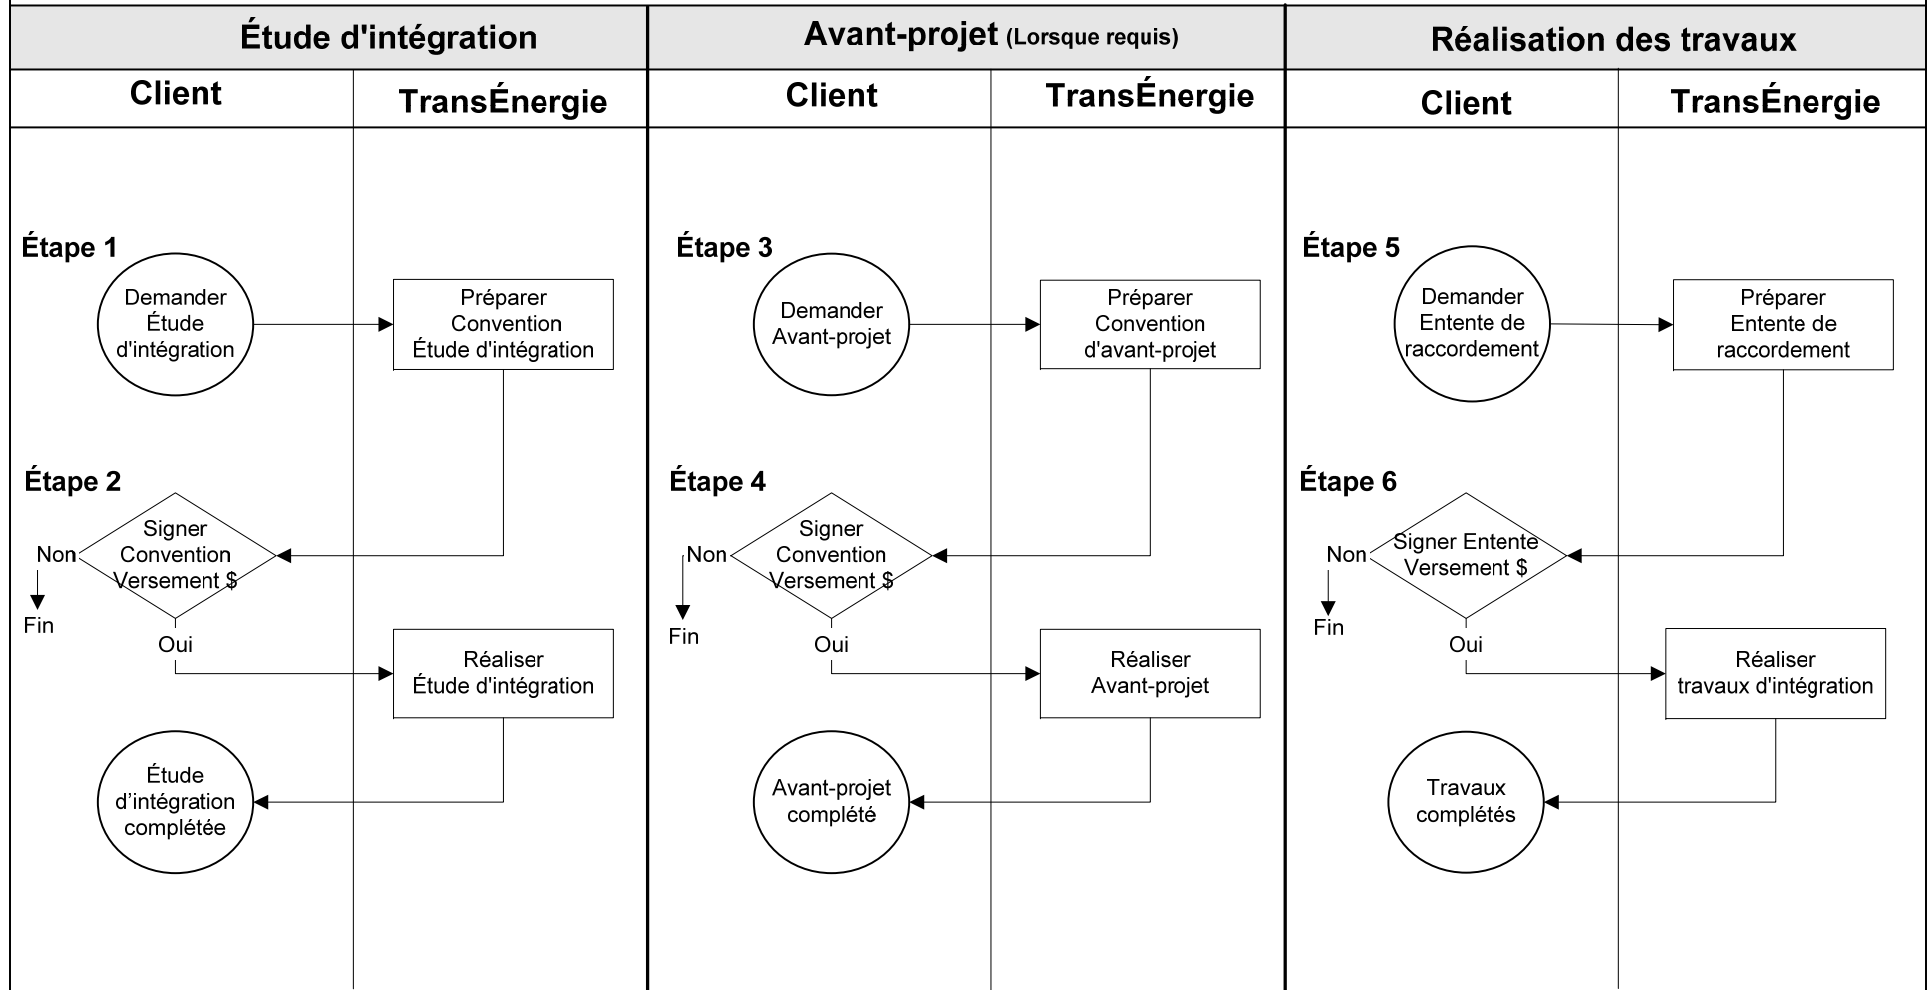 Étude d'intégration
Avant-projet (Lorsque requis)
Réalisation des travaux
Client
TransÉnergie
Client
TransÉnergie
Client
TransÉnergie
Étape 1
Demander
Étude
d'intégration
Préparer
Convention
Étude d'intégration
Étape 2
Signer
Convention
Versement $
Non
Fin
Oui
Réaliser
Étude d'intégration
Étude
d’intégration
complétée
Étape 3
Demander
Avant-projet
Préparer
Convention
d'avant-projet
Étape 4
Signer
Convention
Versement $
Non
Fin
Oui
Réaliser
Avant-projet
Avant-projet
complété
Étape 5
Demander
Entente de
raccordement
Préparer
Entente de
raccordement
Étape 6
Signer Entente
Versement $
Non
Fin
Oui
Réaliser
travaux d'intégration
Travaux
complétés